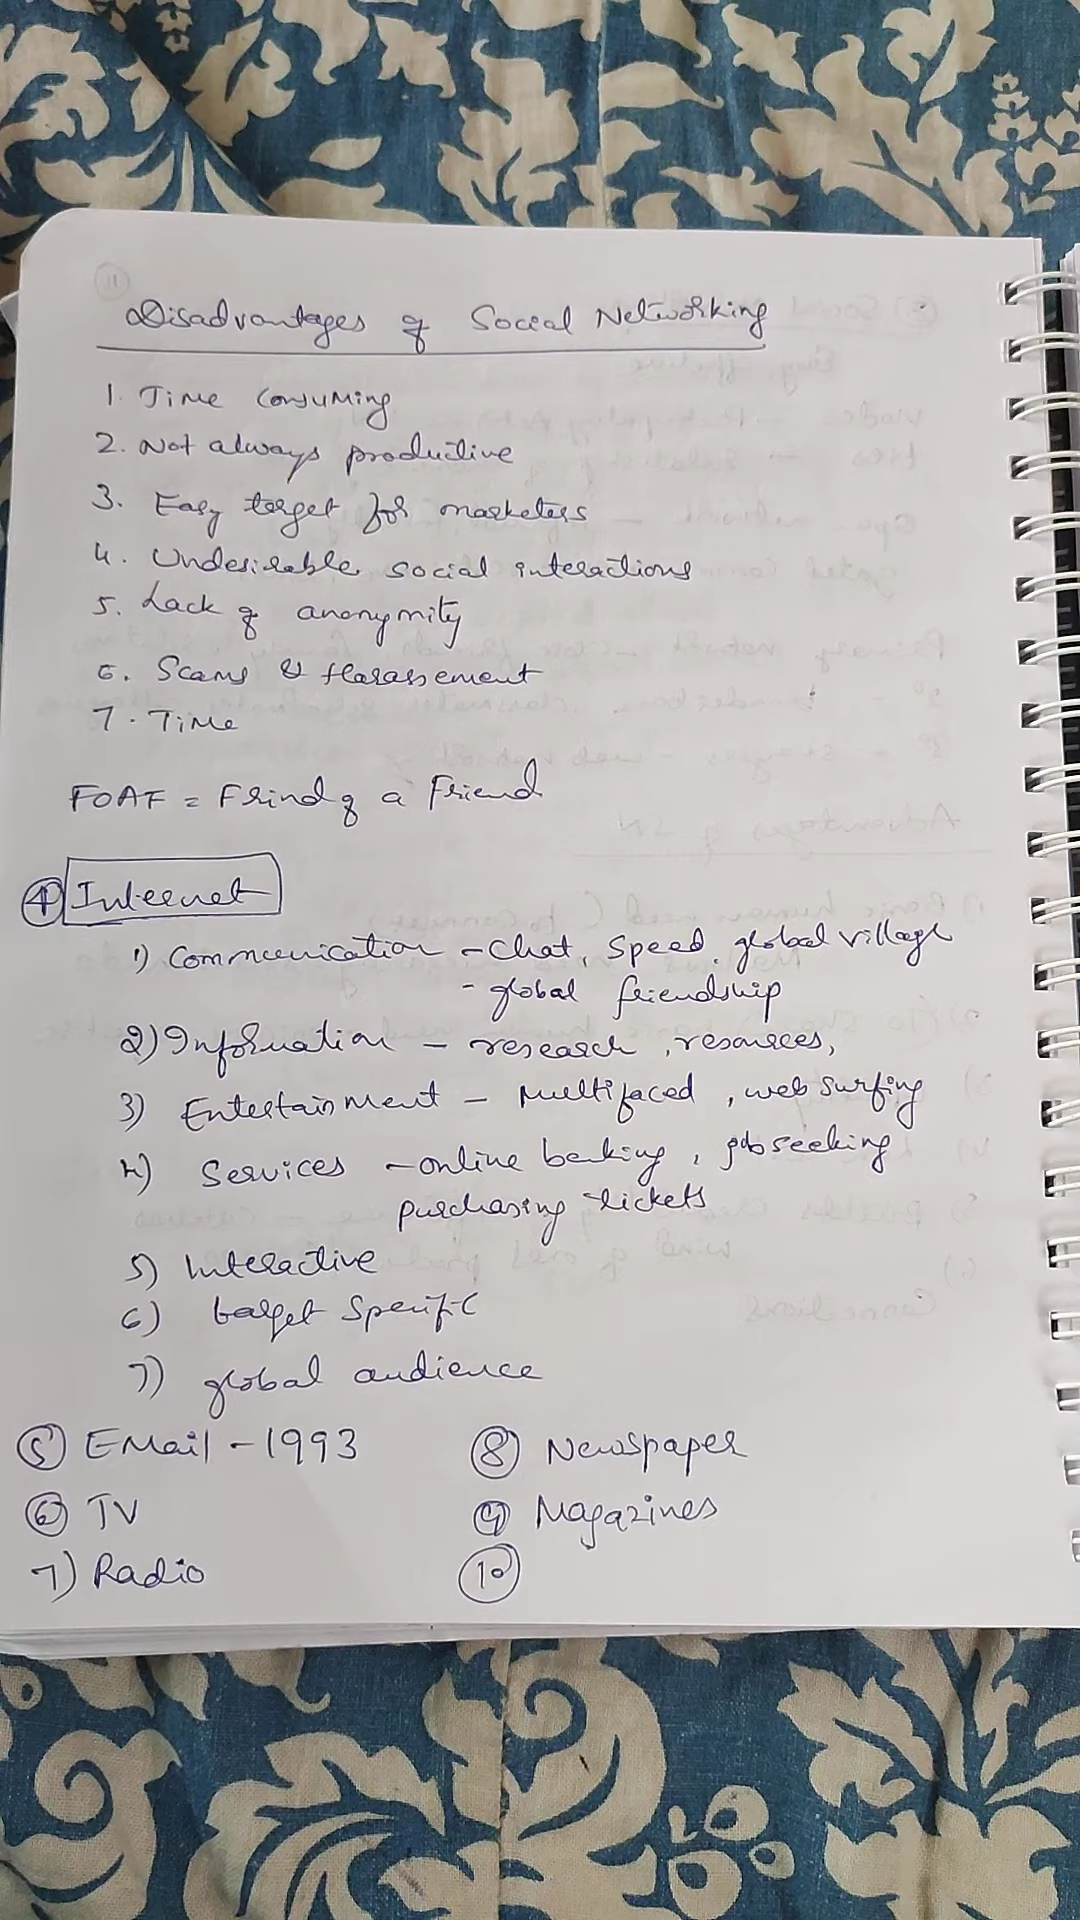 Disadvantages of Social Networking
1. Time Consuming
2. Not always productive
3. Easy target for marketers
4. Undesirable social interactions
5. Lack of anonymity
6. Scams & Harassement
7. Time
FOAF = Frind of a Friend
④ Internet
1) Communication - Chat, Speed, global village
- global friendship
2) Information - research, resources,
3) Entertainment - Multifaced, web surfing
4) Services - online banking, job seeking
purchasing tickets
5) Interactive
6) target specific
7) global audience
⑤ EMail - 1993
⑥ TV
7) Radio
⑧ Newspaper
⑨ Magazines
⑩